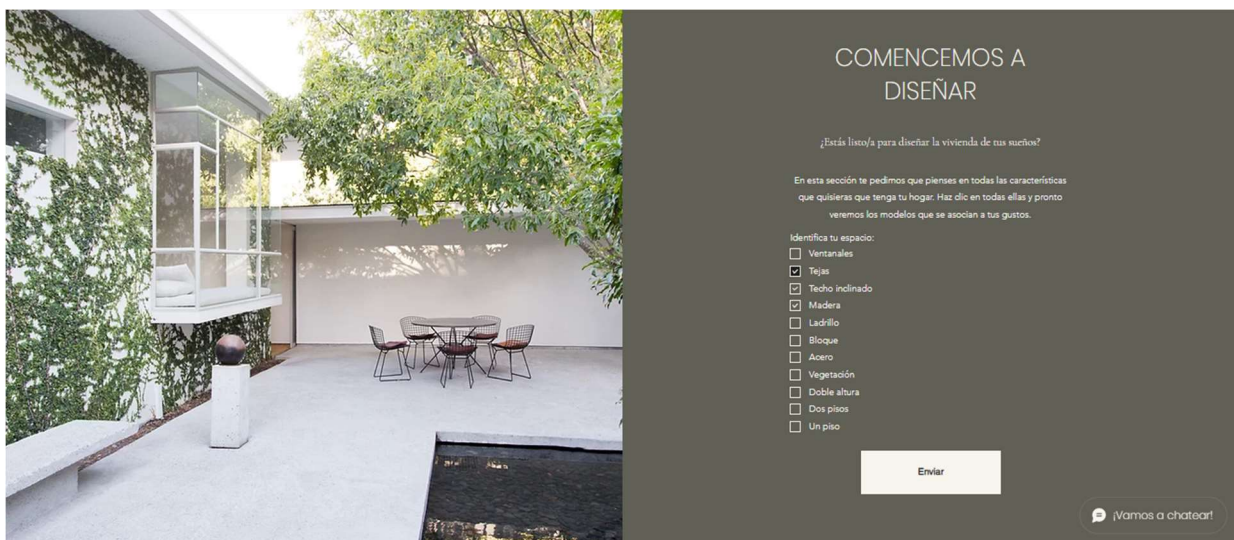 COMENCEMOS A
DISEÑAR
¿Estás listo/a para diseñar la vivienda de tus sueños?
En esta sección te pedimos que pienses en todas las características
que quisieras que tenga tu hogar. Haz clic en todas ellas y pronto
veremos los modelos que se asocian a tus gustos.
Identifica tu espacio:
Ventanales
Tejas
Techo inclinado
Madera
Ladrillo
Bloque
Acero
Vegetación
Doble altura
Dos pisos
Un piso
Enviar
¡Vamos a chatear!